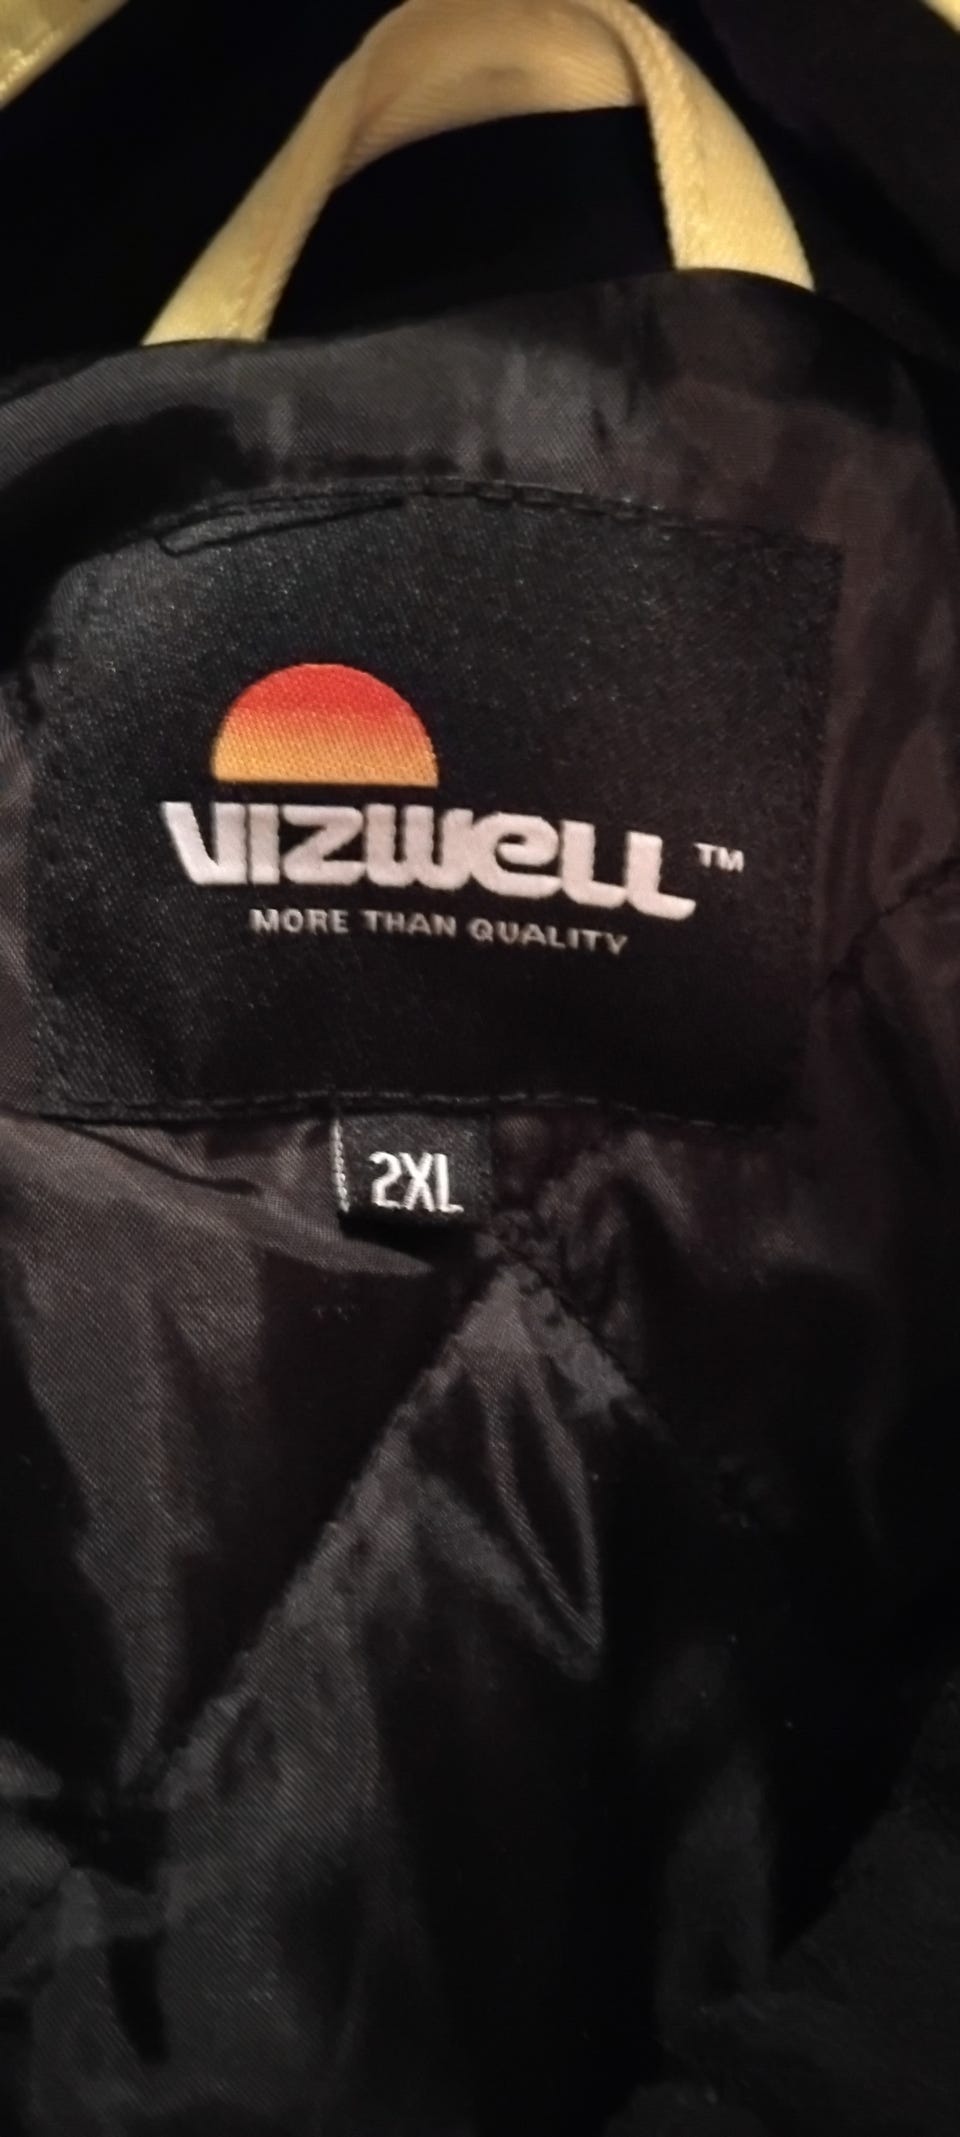 VIZWELL™
MORE THAN QUALITY
2XL